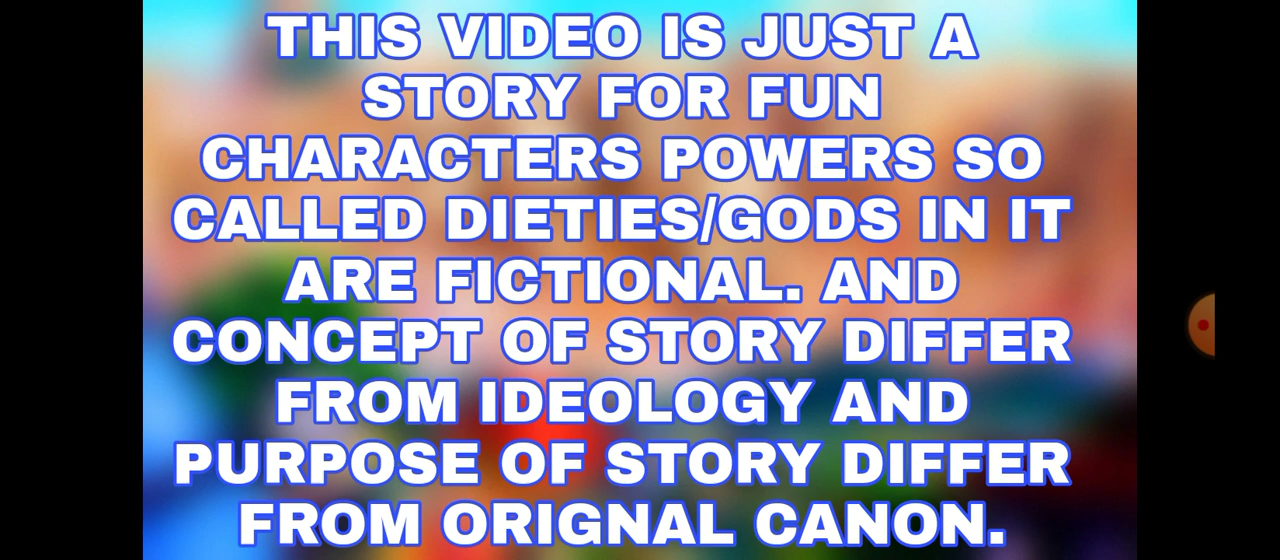 THIS VIDEO IS JUST A
STORY FOR FUN
CHARACTERS POWERS SO
CALLED DIETIES/GODS IN IT
ARE FICTIONAL. AND
CONCEPT OF STORY DIFFER
FROM IDEOLOGY AND
PURPOSE OF STORY DIFFER
FROM ORIGNAL CANON.